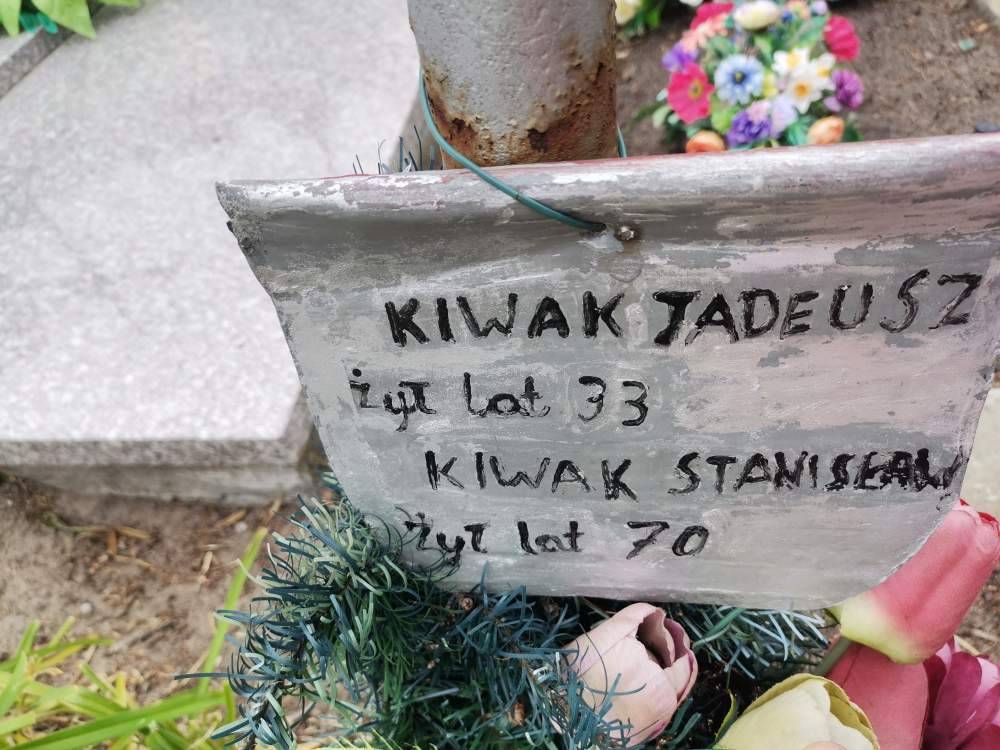 KIWAK TADEUSZ
żył lat 33
KIWAK STANISŁAW
żył lat 70